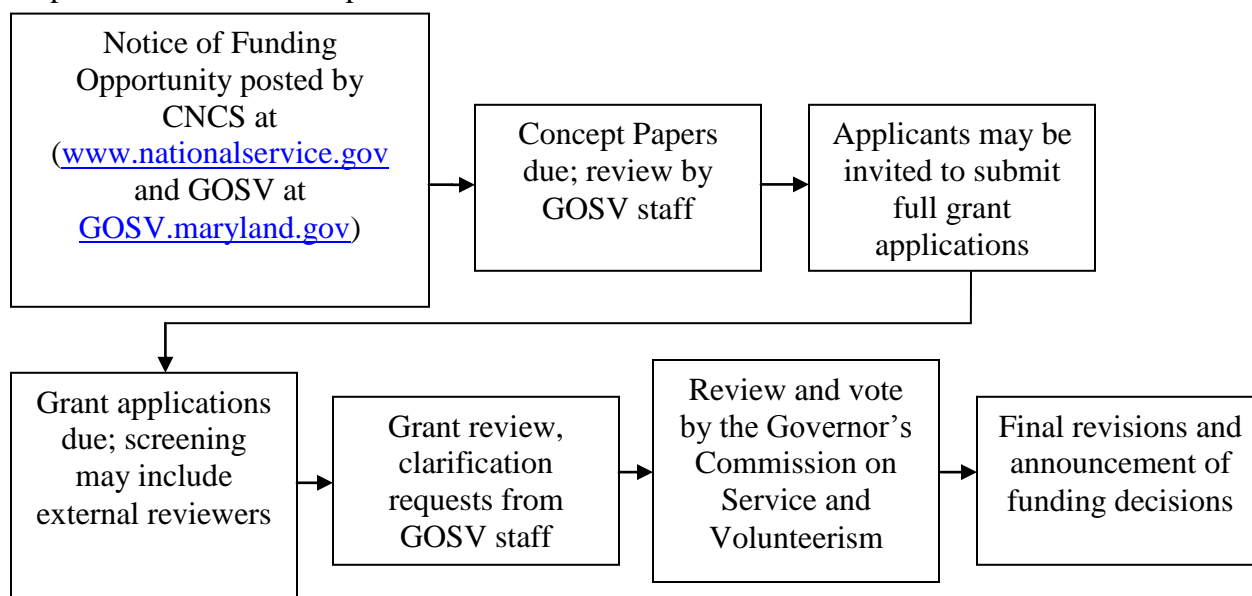 Notice of Funding
Opportunity posted by
CNCS at
(www.nationalservice.gov
and GOSV at
GOSV.maryland.gov)
Concept Papers
due; review by
GOSV staff
Applicants may be
invited to submit
full grant
applications
Grant applications
due; screening
may include
external reviewers
Grant review,
clarification
requests from
GOSV staff
Review and vote
by the Governor’s
Commission on
Service and
Volunteerism
Final revisions and
announcement of
funding decisions